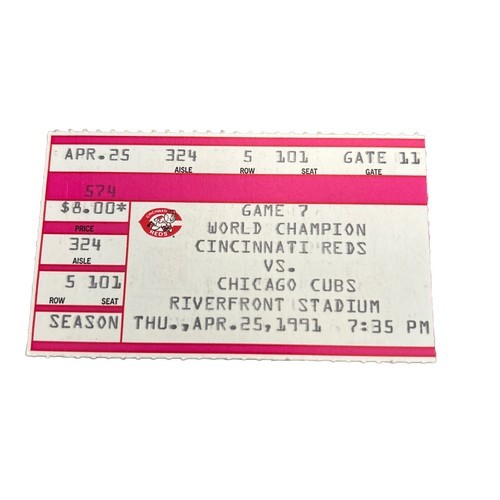 APR.25 324 5 101 GATE 11
AISLE ROW SEAT GATE
574
$8.00*
PRICE
324
AISLE
5 101
ROW SEAT
SEASON
CINCINNATI
REDS
GAME 7
WORLD CHAMPION
CINCINNATI REDS
VS.
CHICAGO CUBS
RIVERFRONT STADIUM
THU.,APR.25,1991 7:35 PM